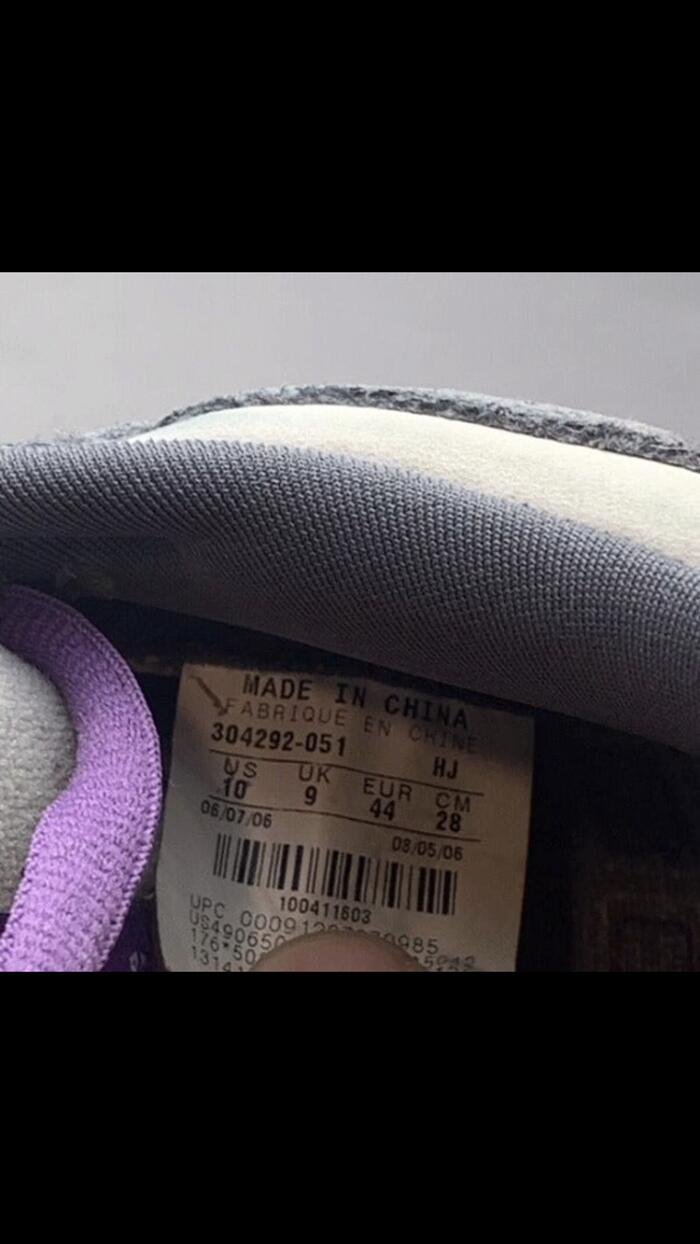 MADE IN CHINA
FABRIQUE EN CHINE
304292-051 HJ
US UK EUR CM
10 9 44 28
06/07/06 08/05/06
100411603
UPC